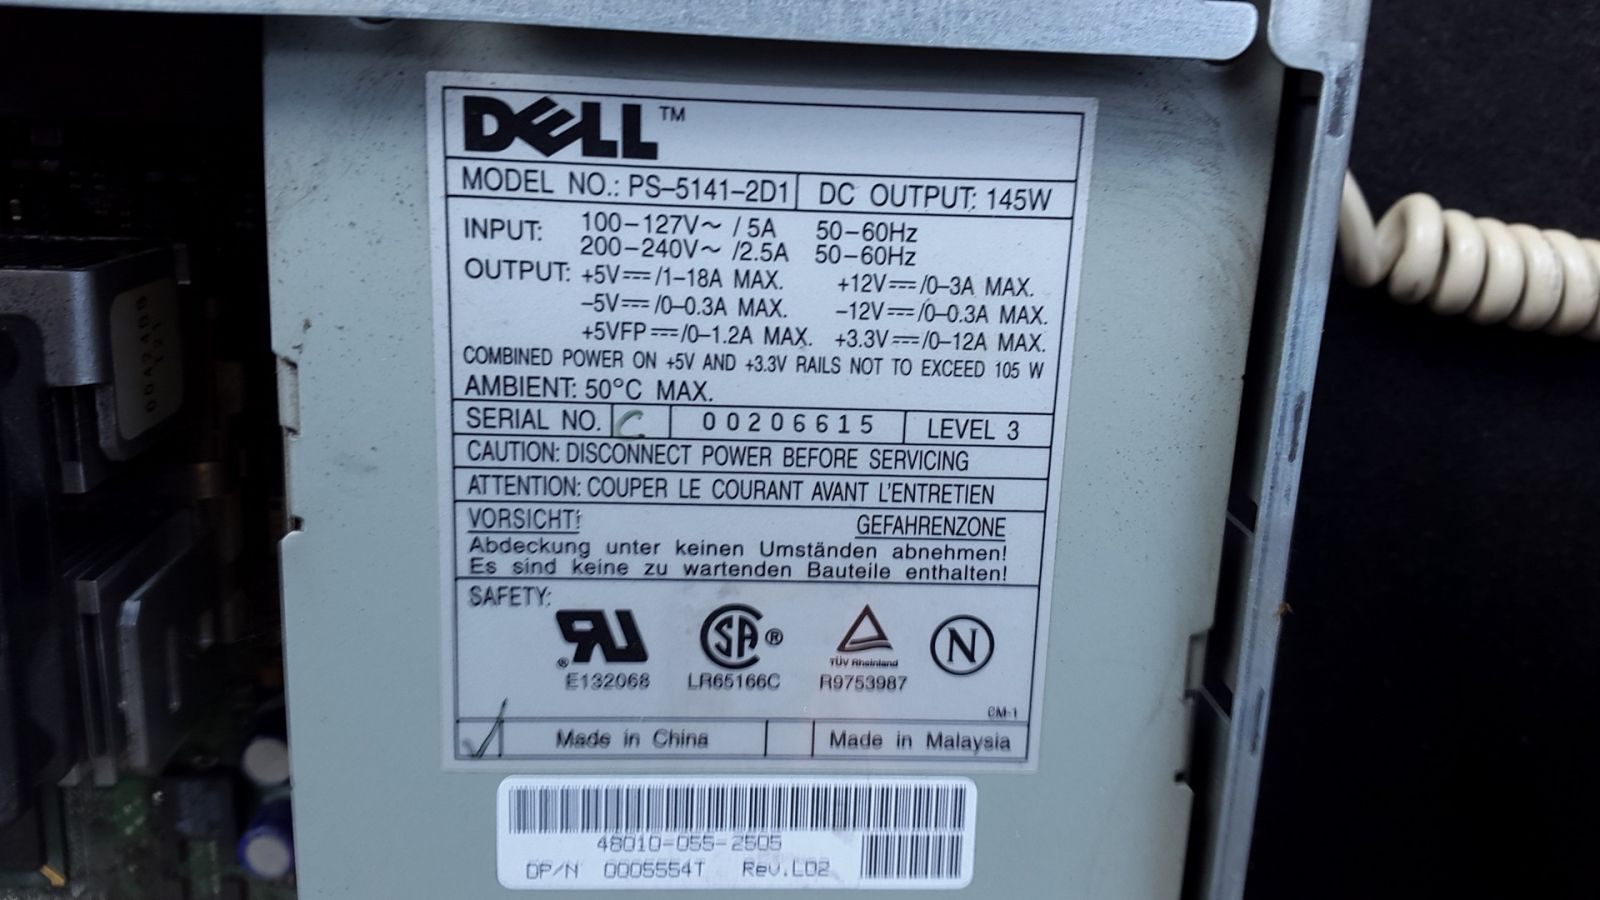 DELL™
MODEL NO.: PS-5141-2D1 DC OUTPUT: 145W
INPUT: 100-127V~ / 5A 50-60Hz
200-240V~ /2.5A 50-60Hz
OUTPUT: +5V⎓/1-18A MAX. +12V⎓/0-3A MAX.
-5V⎓/0-0.3A MAX. -12V⎓/0-0.3A MAX.
+5VFP⎓/0-1.2A MAX. +3.3V⎓/0-12A MAX.
COMBINED POWER ON +5V AND +3.3V RAILS NOT TO EXCEED 105 W
AMBIENT: 50°C MAX.
SERIAL NO. C 00206615 LEVEL 3
CAUTION: DISCONNECT POWER BEFORE SERVICING
ATTENTION: COUPER LE COURANT AVANT L'ENTRETIEN
VORSICHT! GEFAHRENZONE
Abdeckung unter keinen Umständen abnehmen!
Es sind keine zu wartenden Bauteile enthalten!
SAFETY:
RU ® SA ® TÜV Rheinland N
E132068 LR65166C R9753987
CM-1
Made in China Made in Malaysia
48010-055-2505
DP/N 0005554T Rev.L02